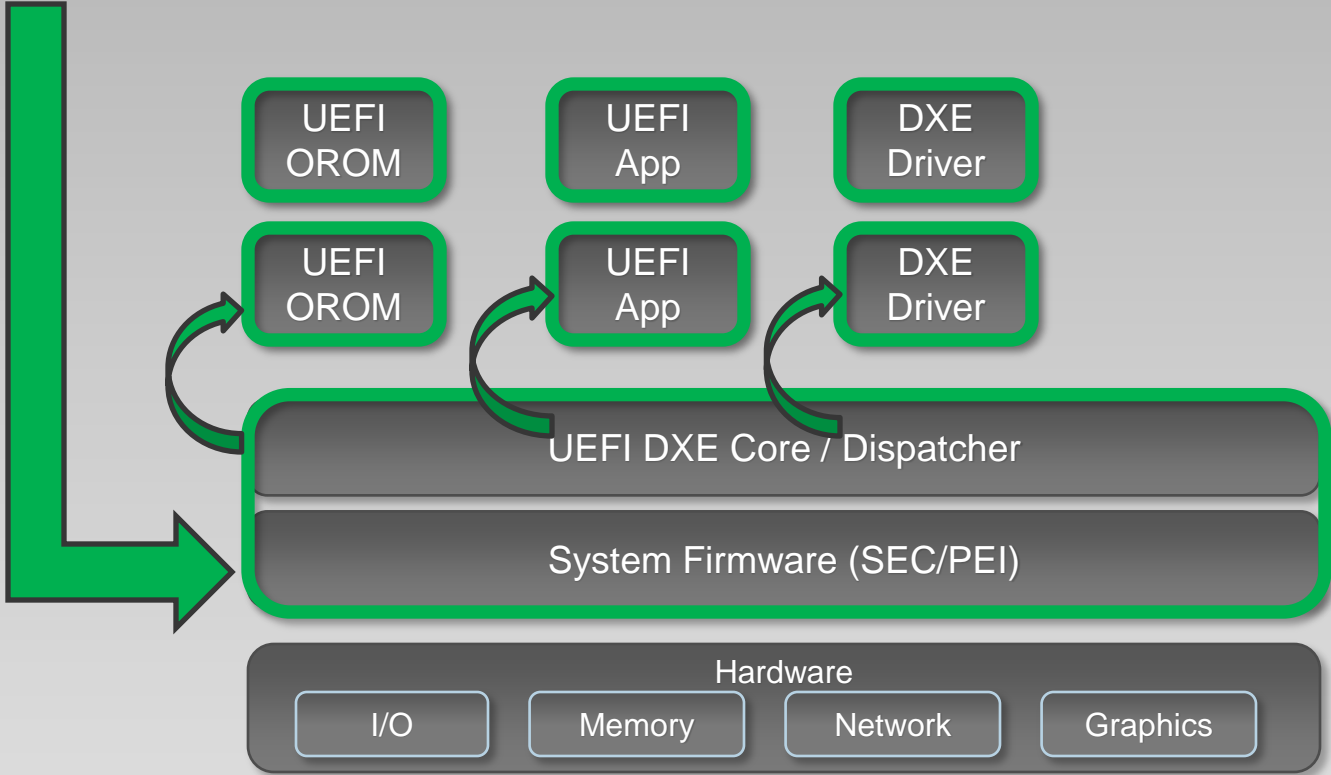 UEFI
OROM
UEFI
App
DXE
Driver
UEFI
OROM
UEFI
App
DXE
Driver
UEFI DXE Core / Dispatcher
System Firmware (SEC/PEI)
Hardware
I/O
Memory
Network
Graphics